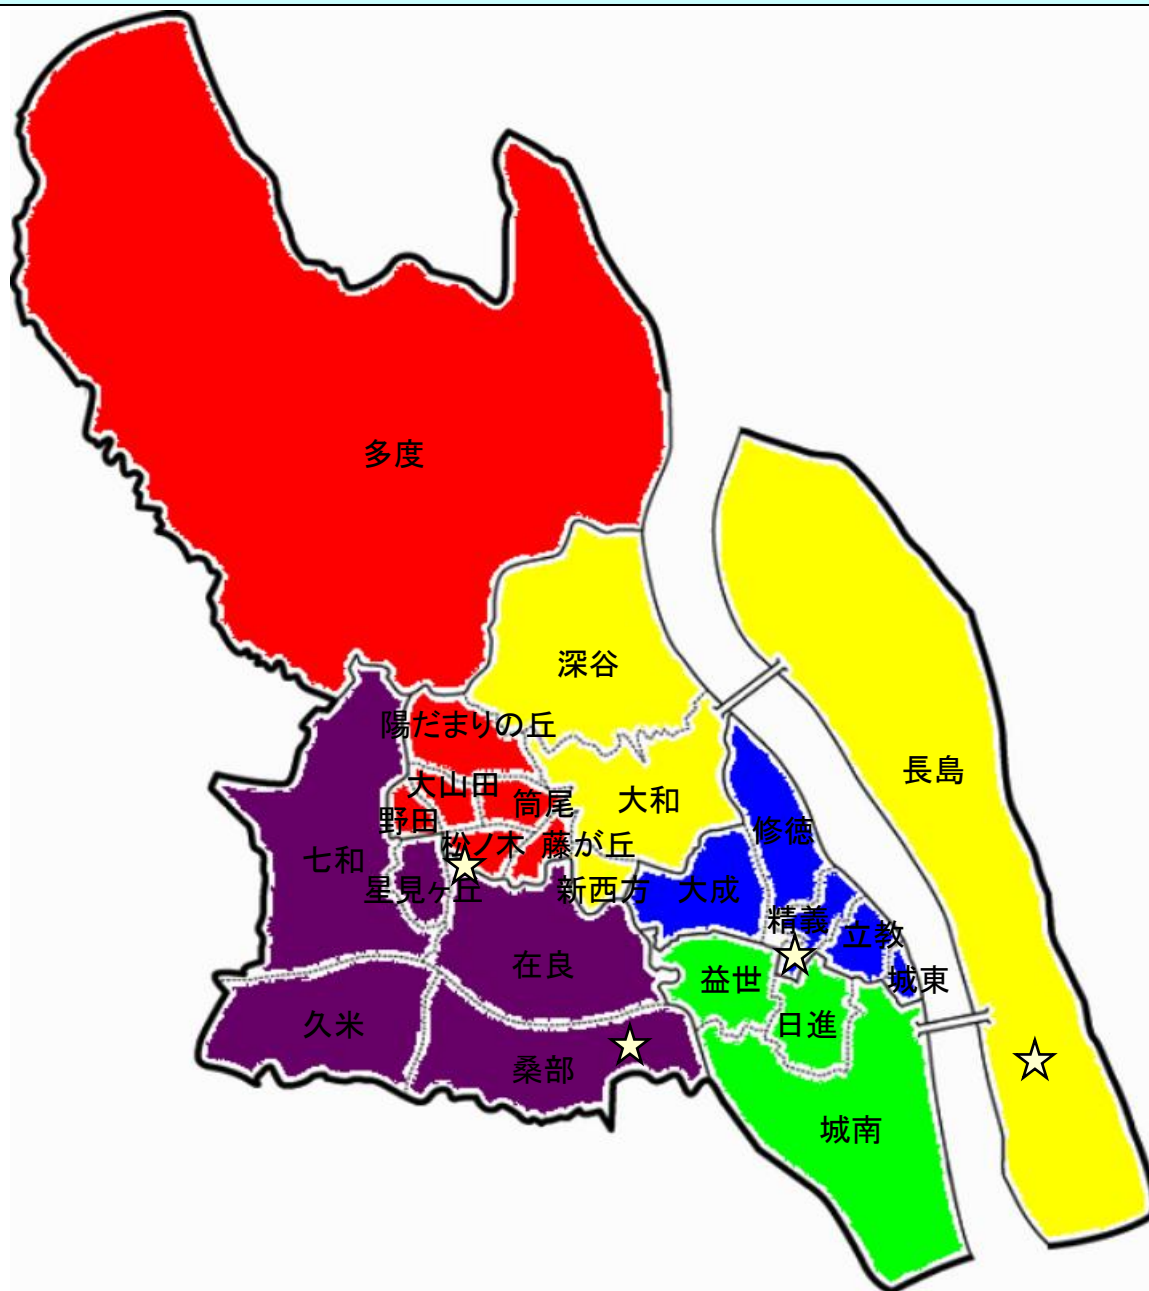 多度
深谷
陽だまりの丘
長島
大山田
筒尾
大和
野田
修徳
松ノ木
藤が丘
七和
星見ヶ丘
新西方
大成
精義
立教
在良
益世
城東
久米
日進
桑部
城南